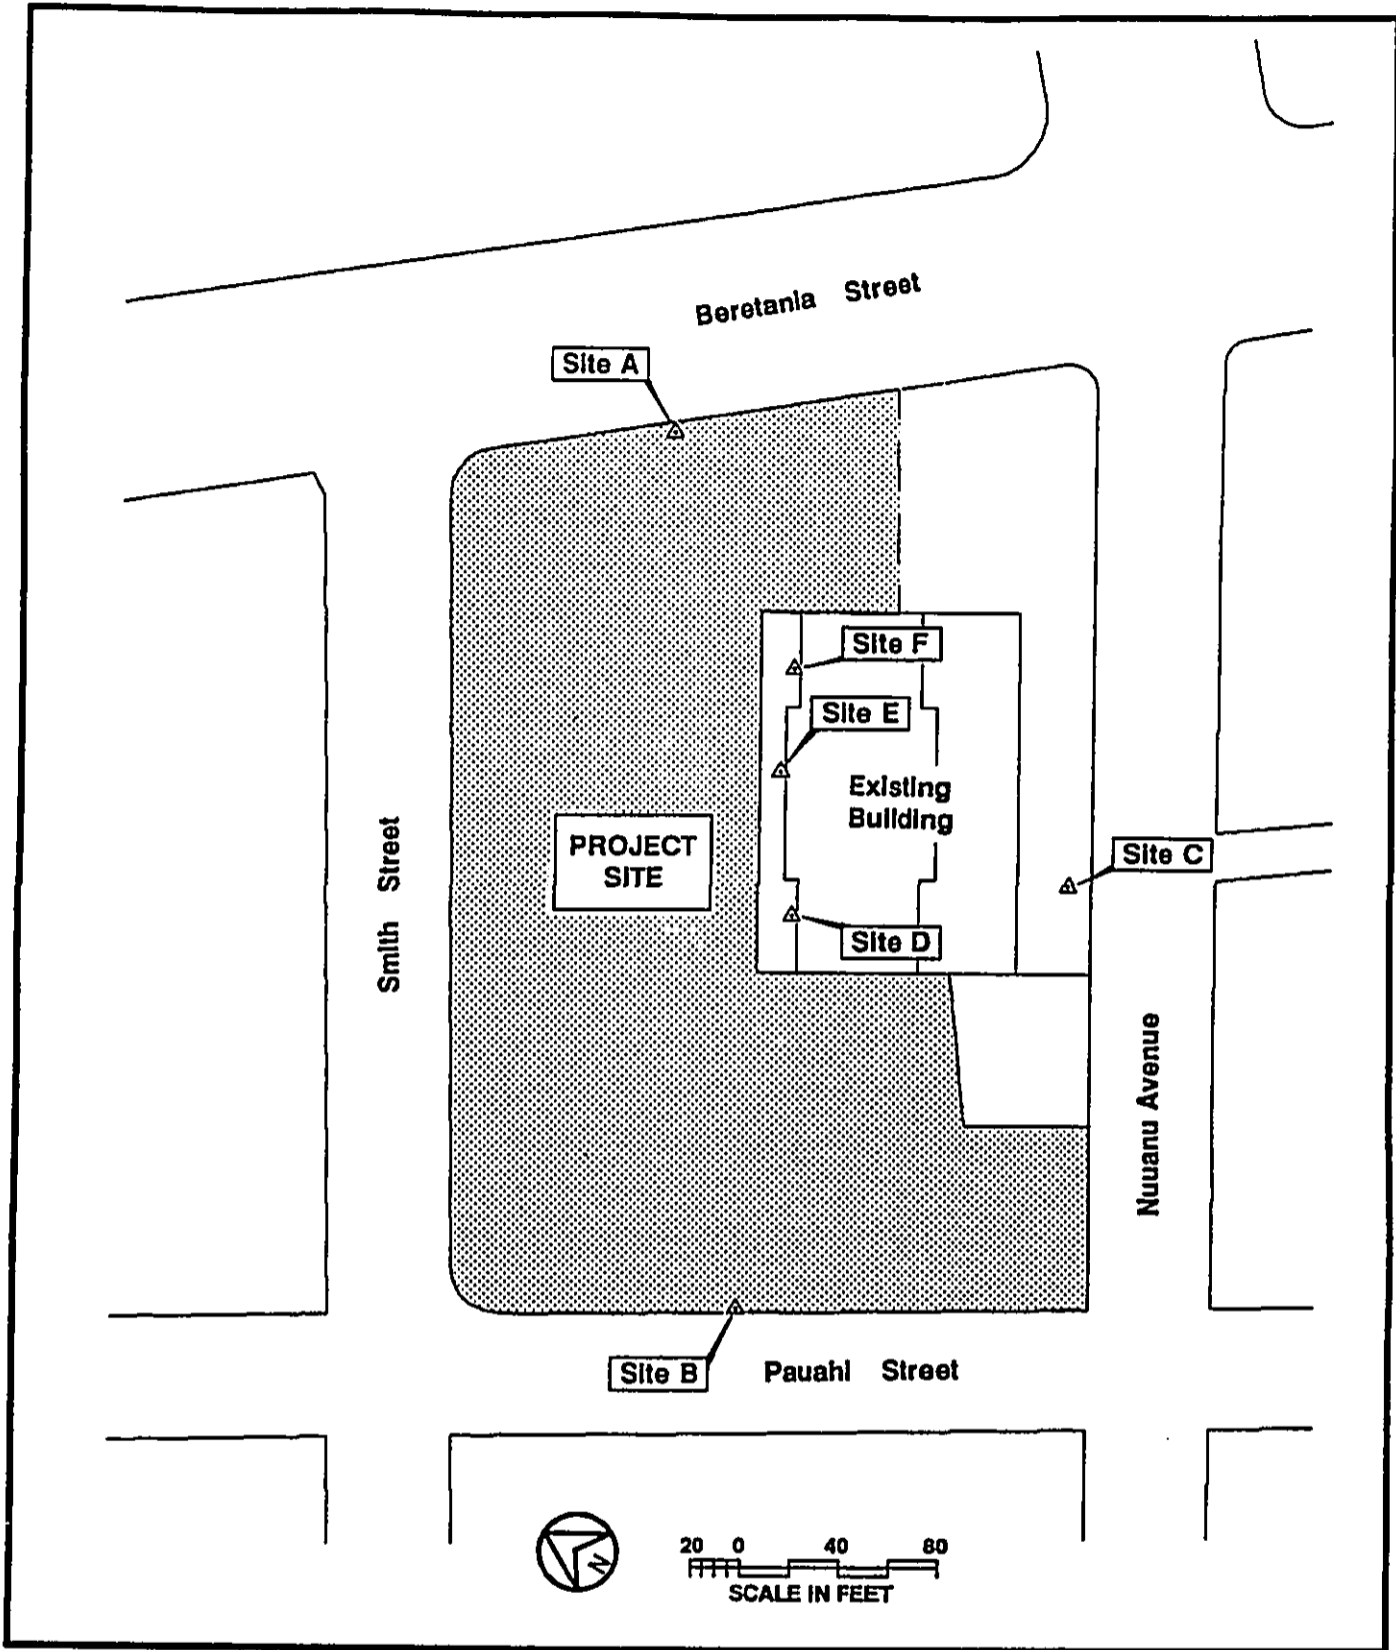 Beretania Street
Site A
Site F
Site E
Existing
Building
PROJECT
SITE
Site C
Smith Street
Site D
Nuuanu Avenue
Site B
Pauahi Street
N
20 0 40 80
SCALE IN FEET